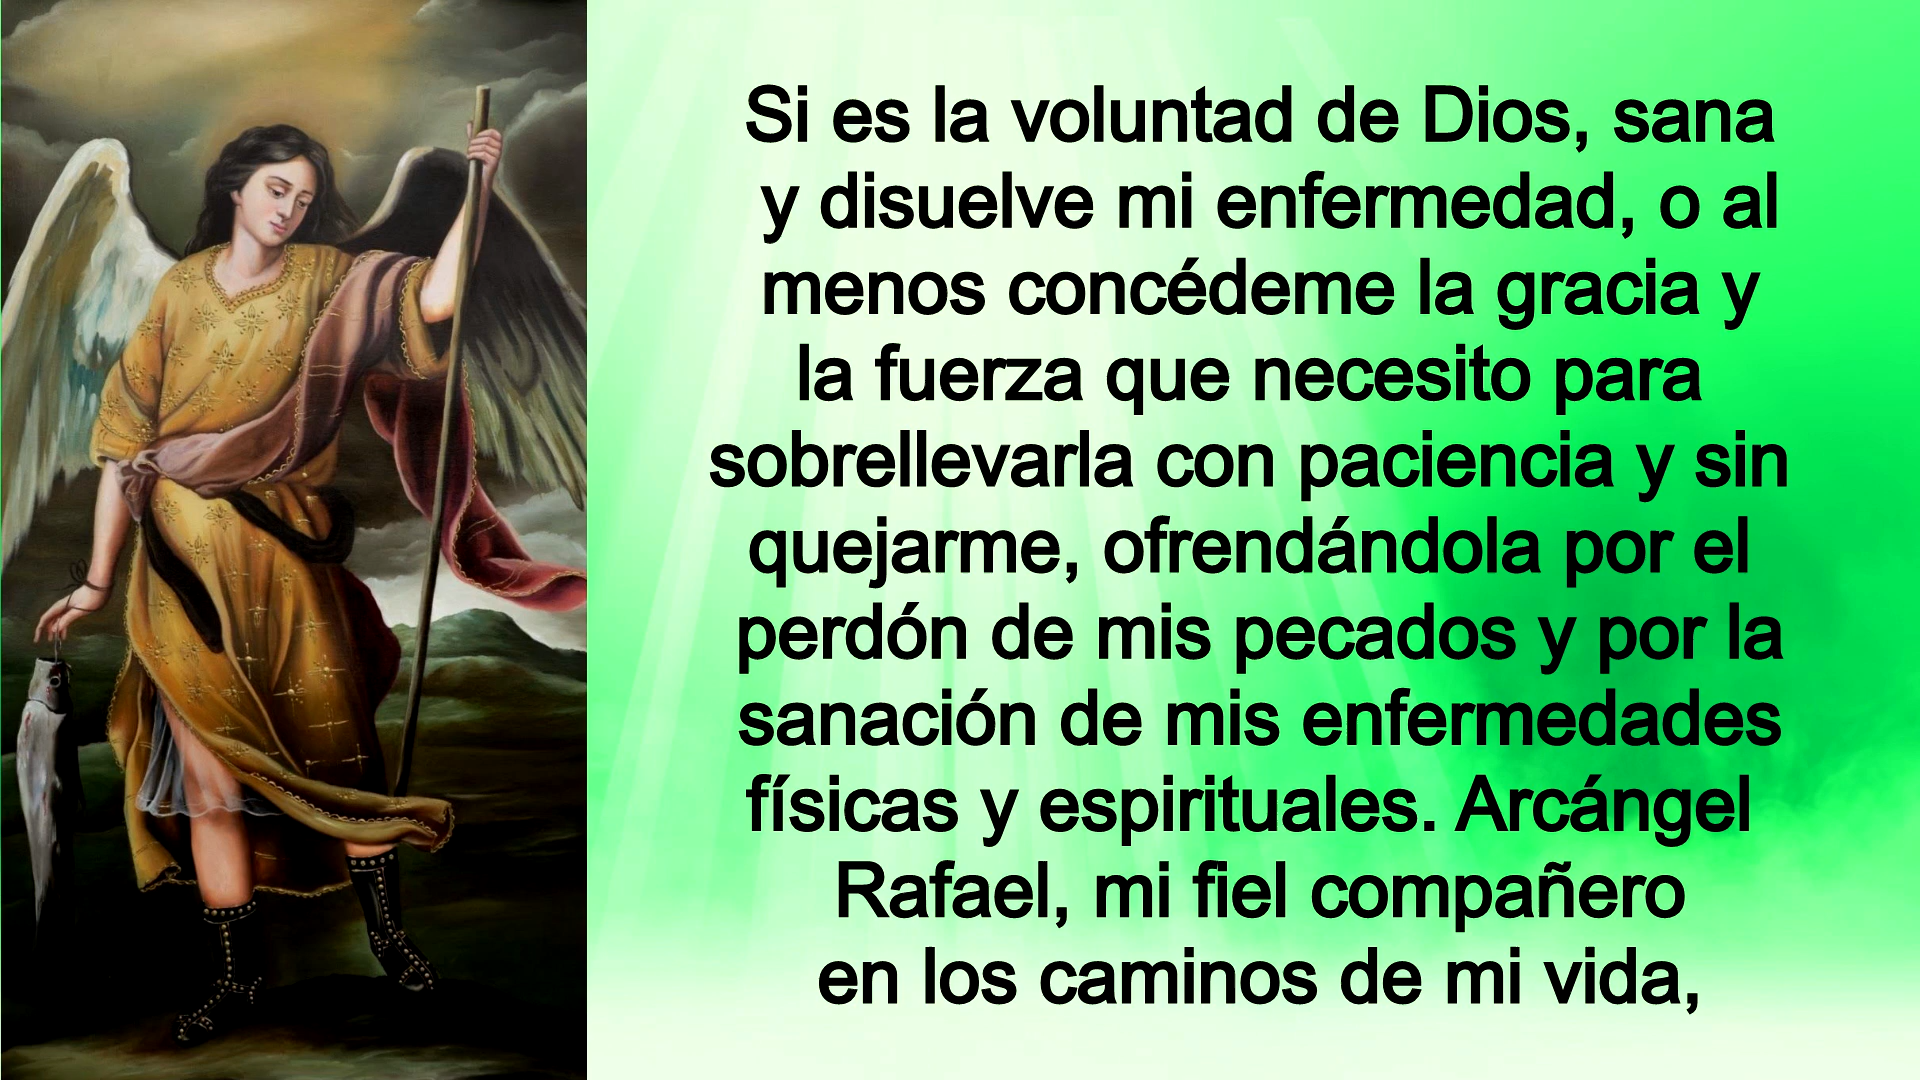 Si es la voluntad de Dios, sana
y disuelve mi enfermedad, o al
menos concédeme la gracia y
la fuerza que necesito para
sobrellevarla con paciencia y sin
quejarme, ofrendándola por el
perdón de mis pecados y por la
sanación de mis enfermedades
físicas y espirituales. Arcángel
Rafael, mi fiel compañero
en los caminos de mi vida,